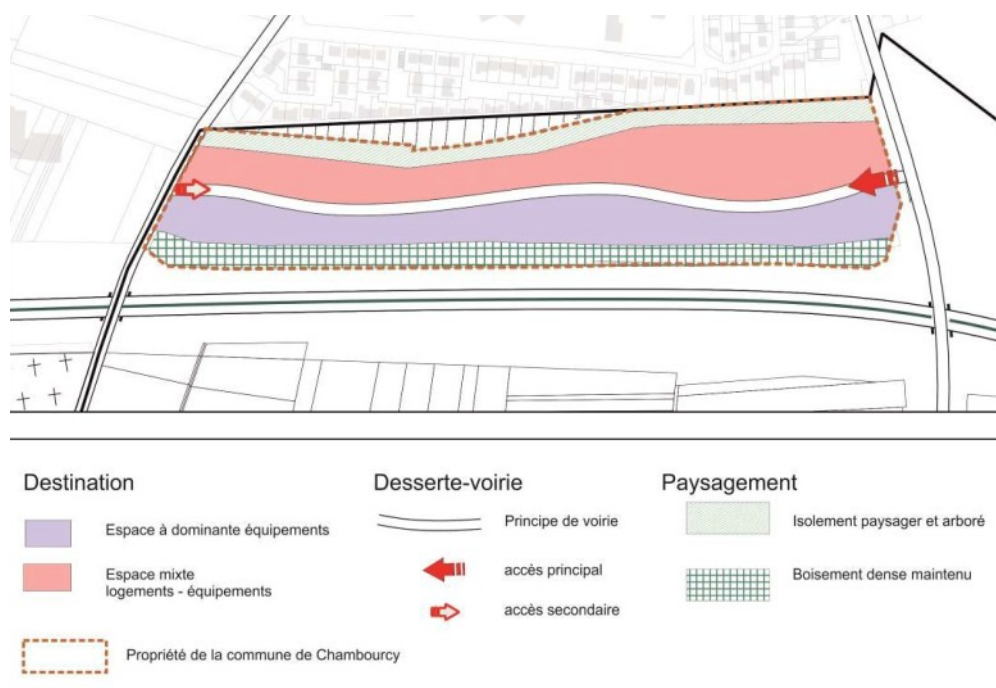 Destination
Espace à dominante équipements
Espace mixte
logements - équipements
Propriété de la commune de Chambourcy
Desserte-voirie
Principe de voirie
accès principal
accès secondaire
Paysagement
Isolement paysager et arboré
Boisement dense maintenu